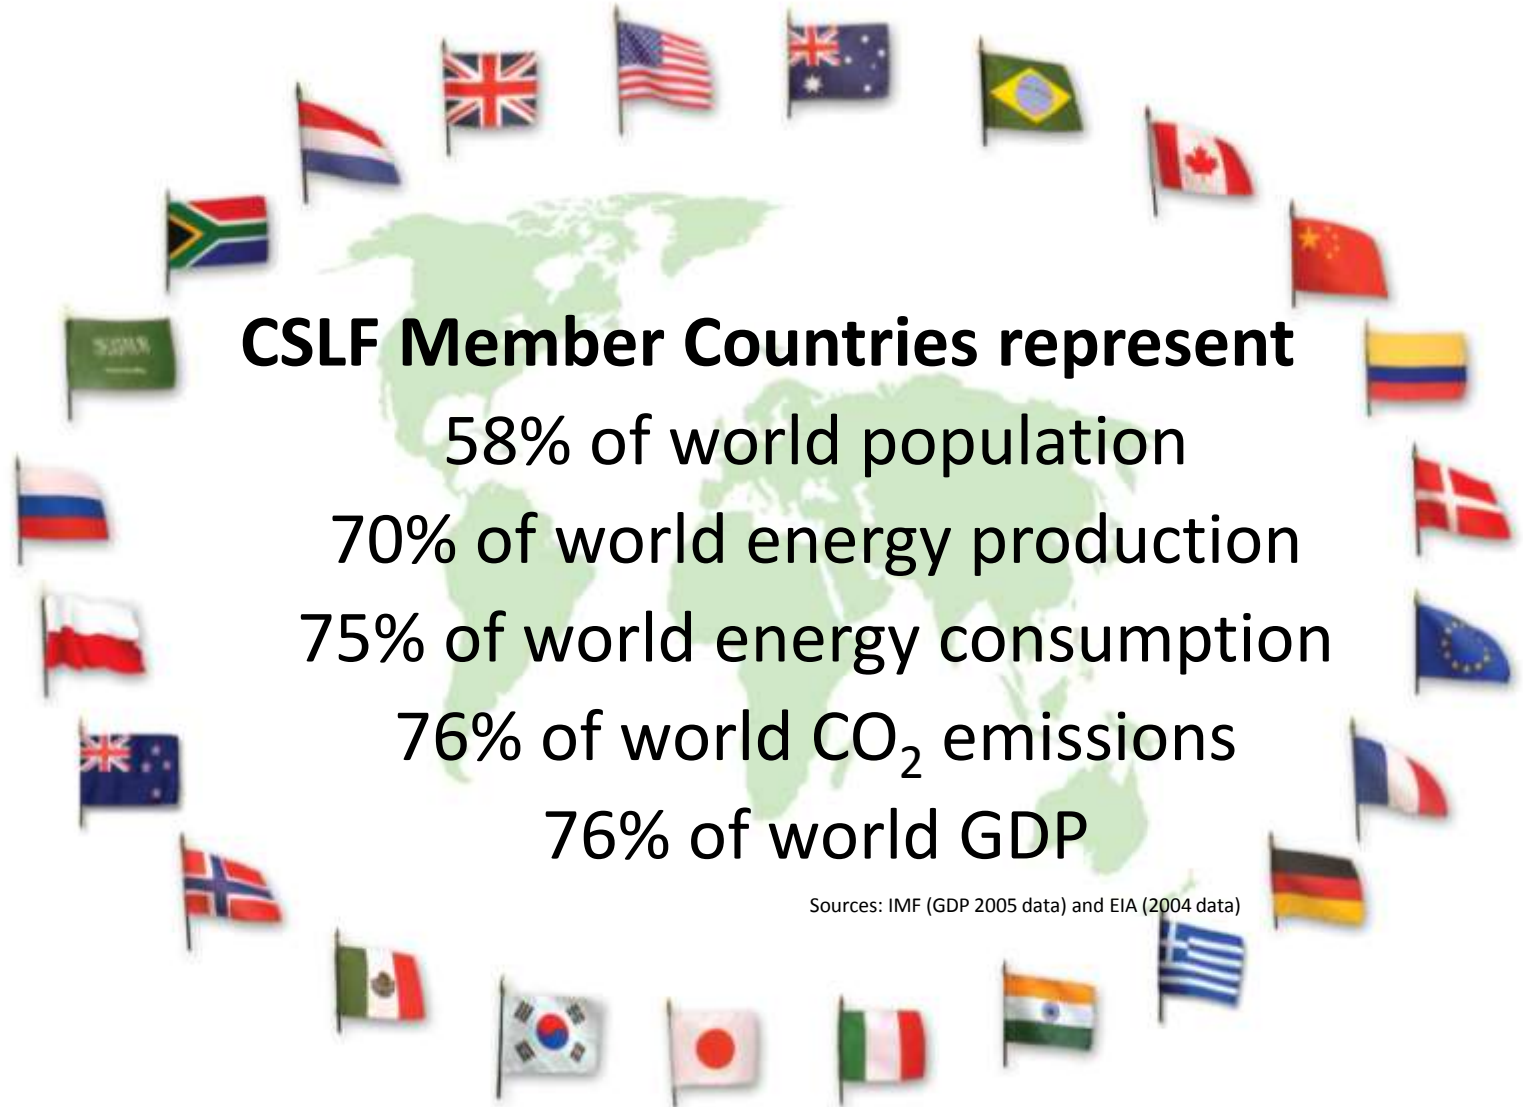 CSLF Member Countries represent
58% of world population
70% of world energy production
75% of world energy consumption
76% of world CO₂ emissions
76% of world GDP
Sources: IMF (GDP 2005 data) and EIA (2004 data)